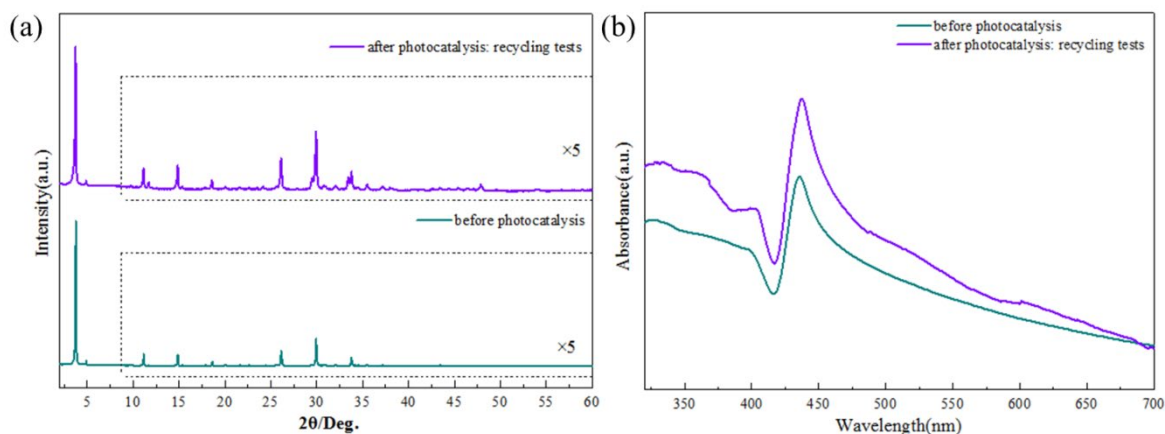 (a)
after photocatalysis: recycling tests
×5
before photocatalysis
×5
Intensity(a.u.)
5 10 15 20 25 30 35 40 45 50 55 60
2θ/Deg.
(b)
before photocatalysis
after photocatalysis: recycling tests
Absorbance(a.u.)
350 400 450 500 550 600 650 700
Wavelength(nm)